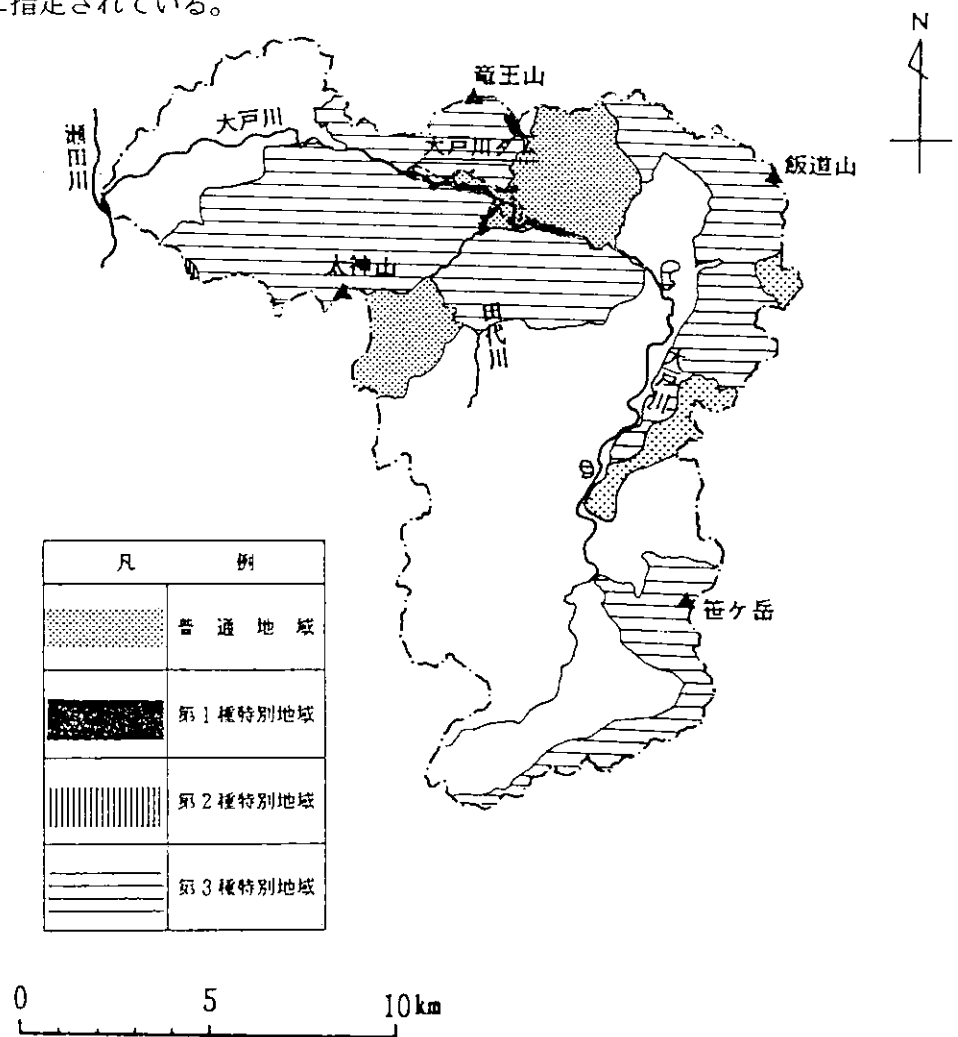 に指定されている。
N
竜王山
大戸川
瀬田川
大戸川ダム
飯道山
太神山
田代川
大戸川
笹ヶ岳
凡例
普通地域
第1種特別地域
第2種特別地域
第3種特別地域
0 5 10km